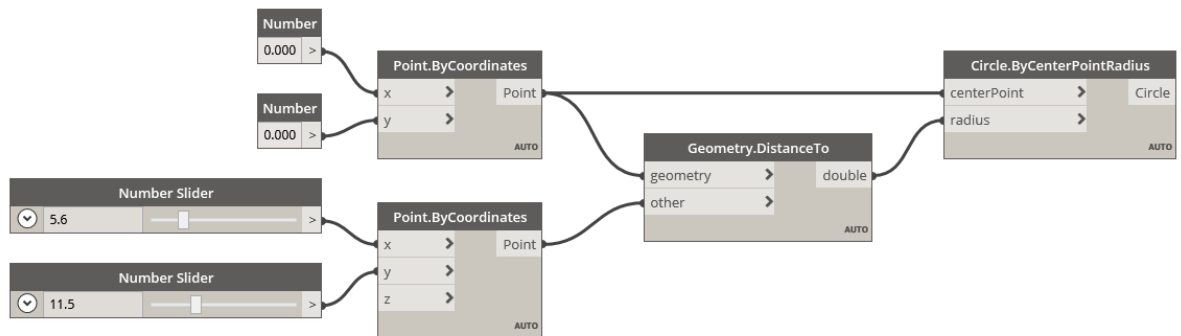 Number
0.000 >
Number
0.000 >
Point.ByCoordinates
x > Point
y >
AUTO
Circle.ByCenterPointRadius
centerPoint > Circle
radius >
AUTO
Geometry.DistanceTo
geometry > double
other >
AUTO
Number Slider
5.6 >
Number Slider
11.5 >
Point.ByCoordinates
x > Point
y >
z >
AUTO